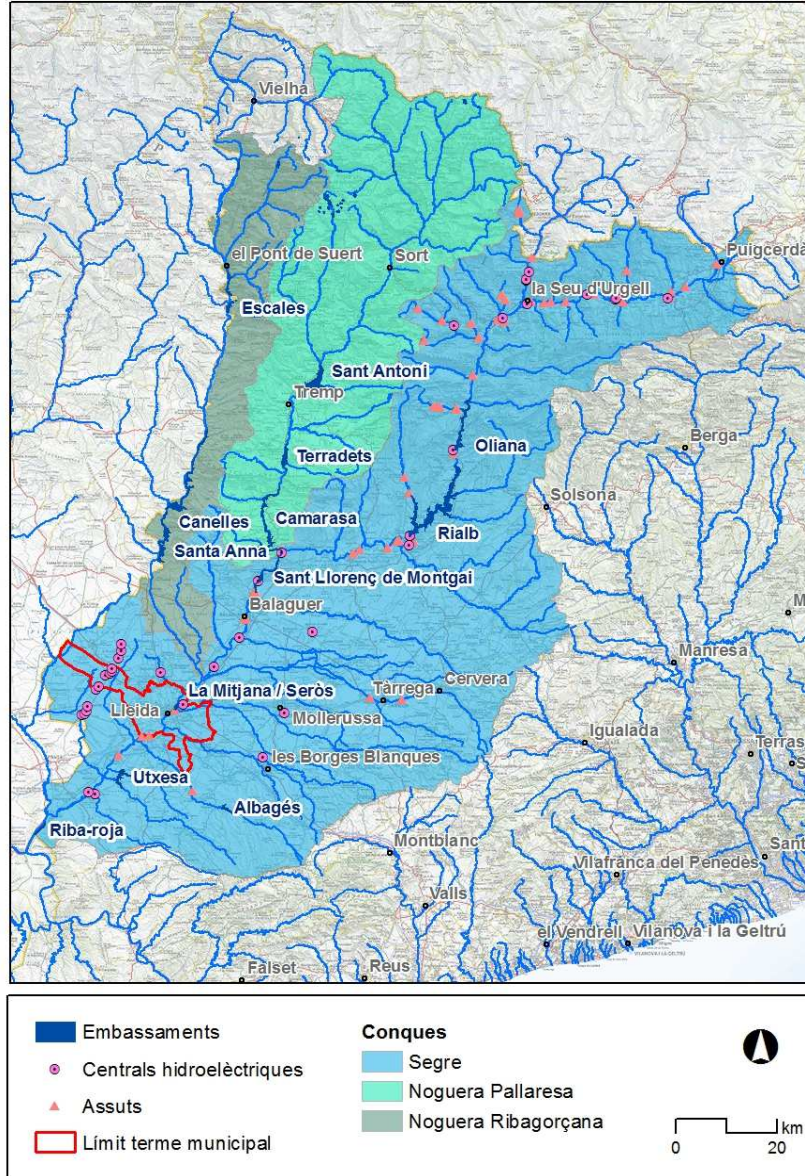 Vielha
el Pont de Suert
Sort
Puigcerdà
la Seu d'Urgell
Escales
Sant Antoni
Tremp
Oliana
Berga
Terradets
Solsona
Canelles
Camarasa
Rialb
Santa Anna
Sant Llorenç de Montgai
Balaguer
M
Manresa
La Mitjana / Seròs
Tàrrega
Cervera
Lleida
Mollerussa
Igualada
Terras
S
les Borges Blanques
Utxesa
Albagés
Riba-roja
Montblanc
Sant
Vilafranca del Penedès
Valls
el Vendrell
Vilanova i la Geltrú
Falset
Reus
Embassaments
Centrals hidroelèctriques
Assuts
Límit terme municipal
Conques
Segre
Noguera Pallaresa
Noguera Ribagorçana
km
0 20